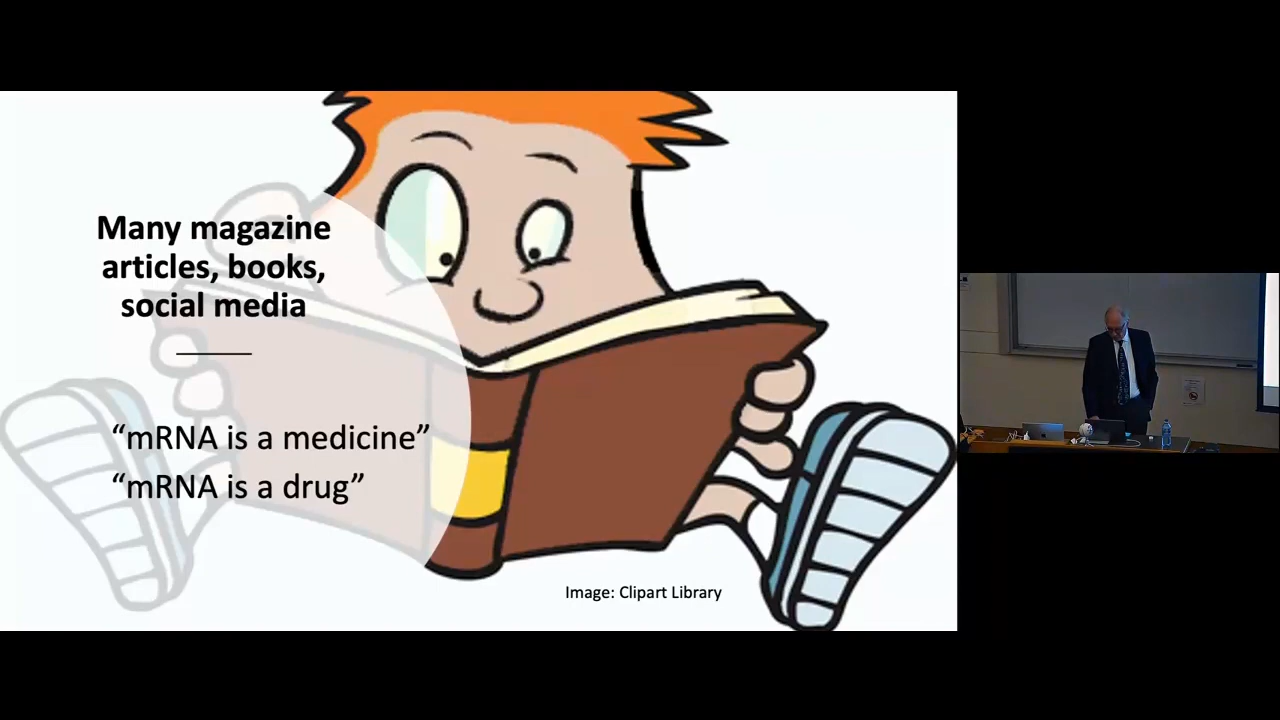 Many magazine
articles, books,
social media
“mRNA is a medicine”
“mRNA is a drug”
Image: Clipart Library